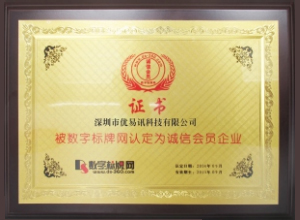 证书
深圳市优易讯科技有限公司
被数字标牌网认定为诚信会员企业
数字标牌网